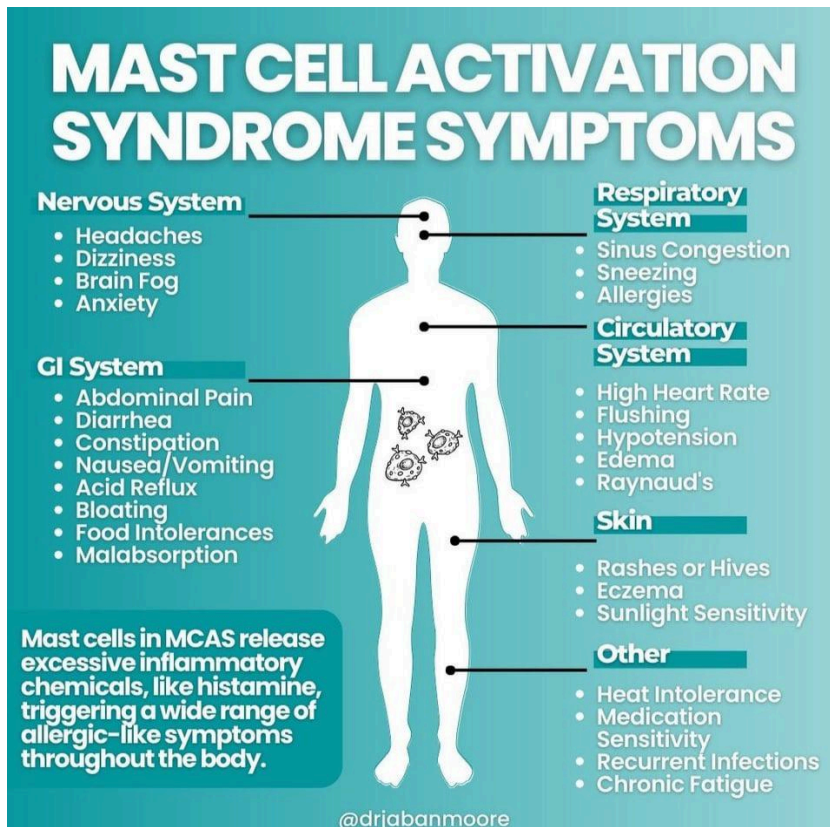 MAST CELL ACTIVATION
SYNDROME SYMPTOMS
Nervous System
• Headaches
• Dizziness
• Brain Fog
• Anxiety
GI System
• Abdominal Pain
• Diarrhea
• Constipation
• Nausea/Vomiting
• Acid Reflux
• Bloating
• Food Intolerances
• Malabsorption
Mast cells in MCAS release
excessive inflammatory
chemicals, like histamine,
triggering a wide range of
allergic-like symptoms
throughout the body.
Respiratory
System
• Sinus Congestion
• Sneezing
• Allergies
Circulatory
System
• High Heart Rate
• Flushing
• Hypotension
• Edema
• Raynaud's
Skin
• Rashes or Hives
• Eczema
• Sunlight Sensitivity
Other
• Heat Intolerance
• Medication
Sensitivity
• Recurrent Infections
• Chronic Fatigue
@drjabanmoore